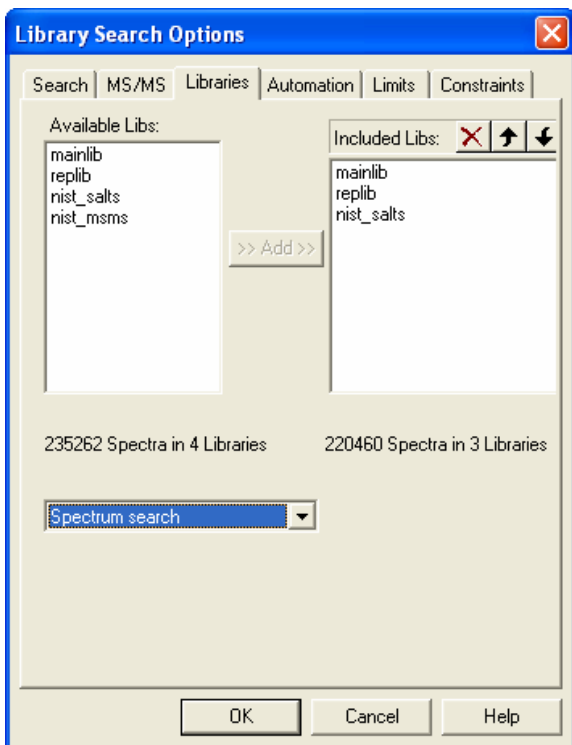 Library Search Options
Search MS/MS Libraries Automation Limits Constraints
Available Libs:
mainlib
replib
nist_salts
nist_msms
>> Add >>
Included Libs:
mainlib
replib
nist_salts
235262 Spectra in 4 Libraries
220460 Spectra in 3 Libraries
Spectrum search
OK Cancel Help